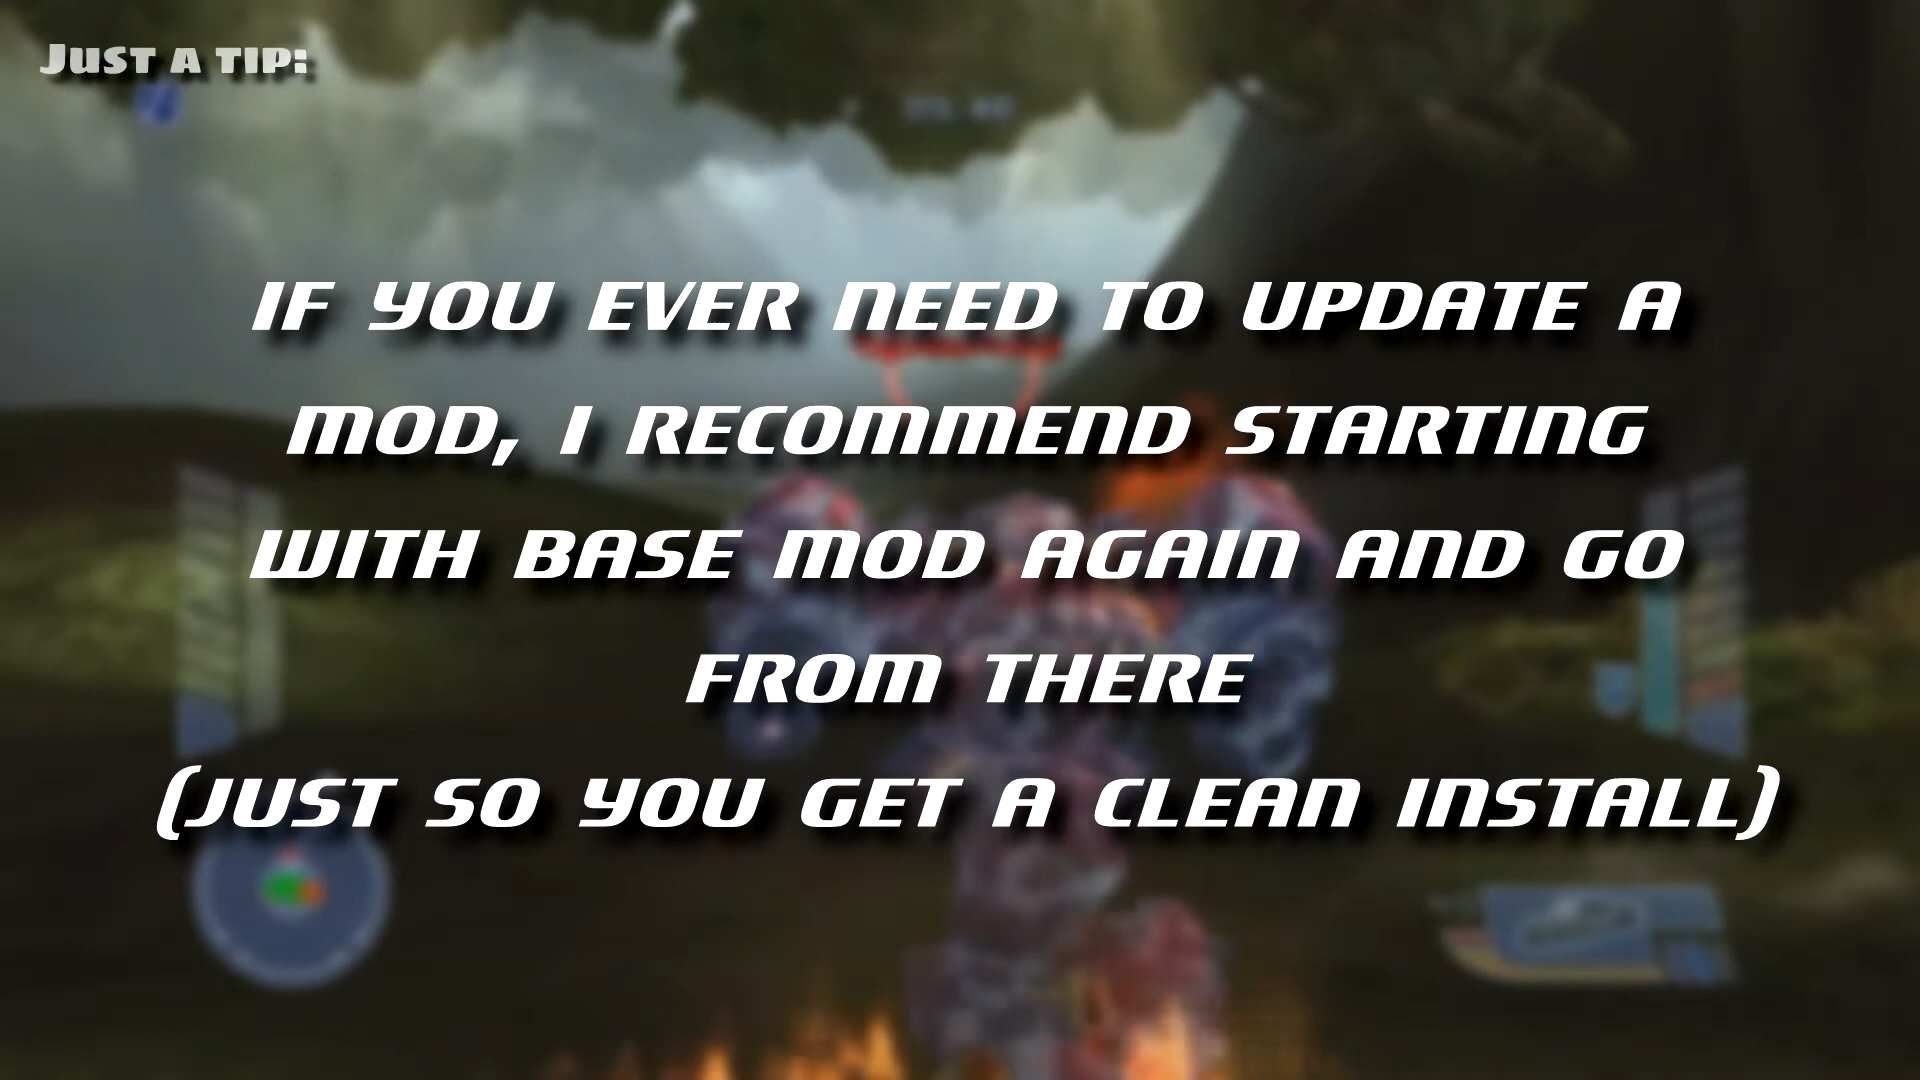 Just a tip:
IF YOU EVER NEED TO UPDATE A
MOD, I RECOMMEND STARTING
WITH BASE MOD AGAIN AND GO
FROM THERE
(JUST SO YOU GET A CLEAN INSTALL)